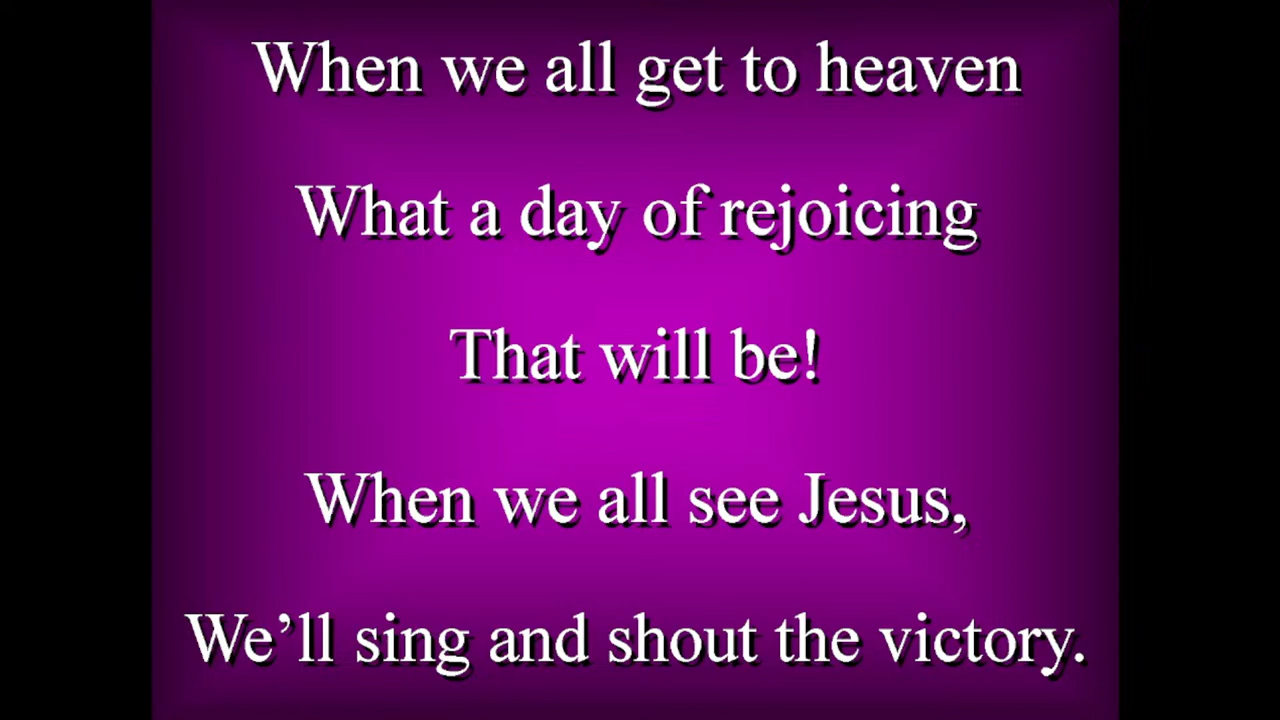 When we all get to heaven
What a day of rejoicing
That will be!
When we all see Jesus,
We’ll sing and shout the victory.